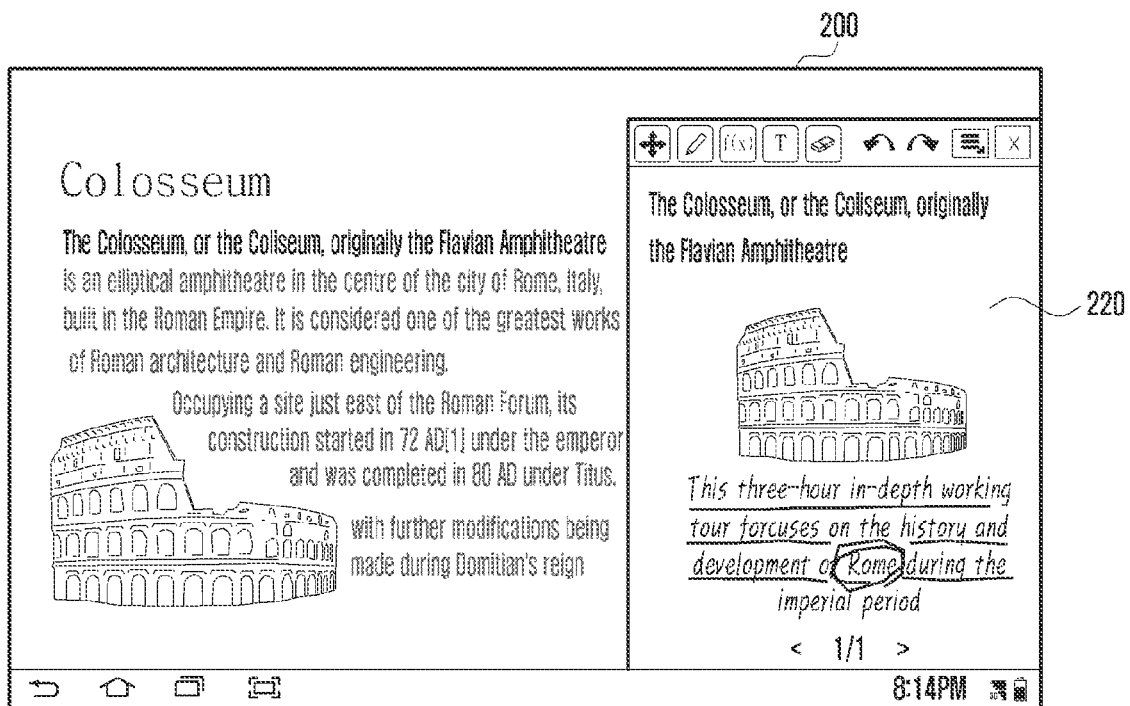 200
f(x) T X
Colosseum
The Colosseum, or the Coliseum, originally the Flavian Amphitheatre
is an elliptical amphitheatre in the centre of the city of Rome, Italy,
built in the Roman Empire. It is considered one of the greatest works
of Roman architecture and Roman engineering.
Occupying a site just east of the Roman Forum, its
construction started in 72 AD[1] under the emperor
and was completed in 80 AD under Titus,
with further modifications being
made during Domitian's reign
The Colosseum, or the Coliseum, originally
the Flavian Amphitheatre
220
This three-hour in-depth working
tour forcuses on the history and
development of Rome during the
imperial period
< 1/1 >
8:14PM